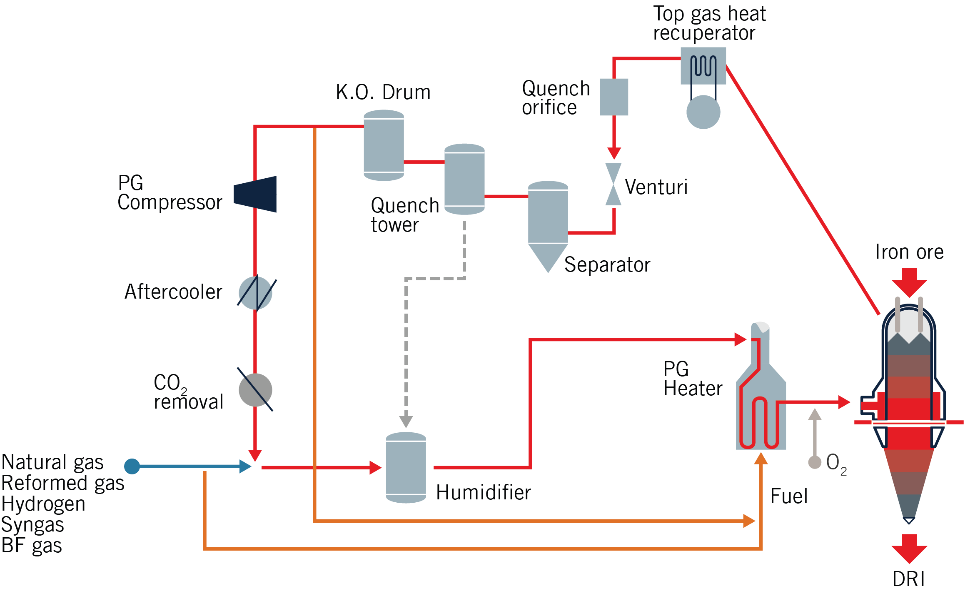 Top gas heat
recuperator
K.O. Drum
Quench
orifice
PG
Compressor
Quench
tower
Venturi
Separator
Iron ore
Aftercooler
CO2
removal
PG
Heater
Natural gas
Reformed gas
Hydrogen
Syngas
BF gas
Humidifier
Fuel
O2
DRI